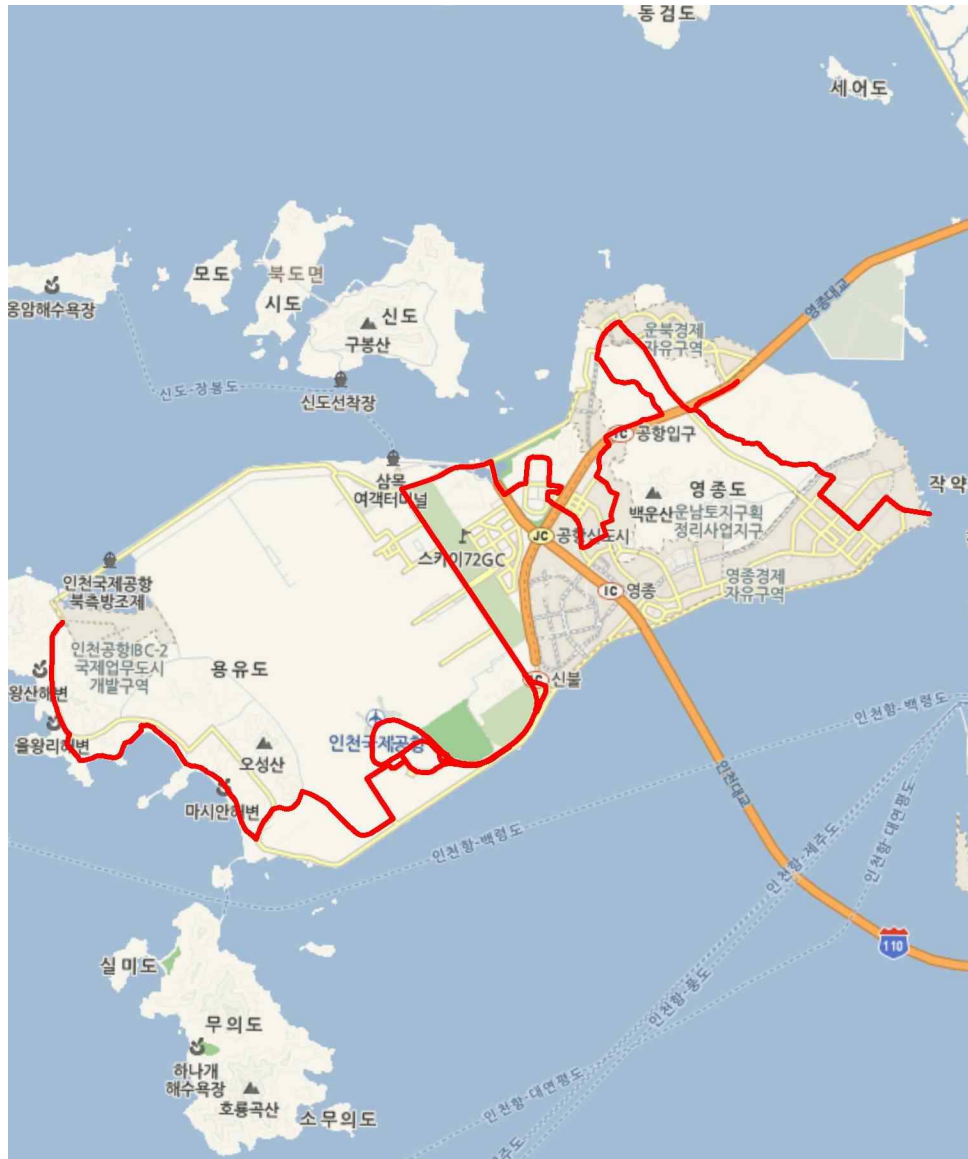 동검도
세어도
모도
북도면
시도
신도
구봉산
옹암해수욕장
신도-장봉도
신도선착장
영종대교
운북경제
자유구역
IC 공항입구
삼목
여객터미널
영종도
백운산
운남토지구획
정리사업지구
작약
스카이72GC
JC 공항신도시
인천국제공항
북측방조제
IC 영종
영종경제
자유구역
인천공항IBC-2
국제업무도시
개발구역
용유도
신불
왕산해변
을왕리해변
인천국제공항
오성산
마시안해변
인천항-백령도
인천대교
인천항-백령도
인천항-제주도
인천항-대연평도
110
실미도
인천항-풍도
무의도
하나개
해수욕장
호룡곡산
소무의도
인천항-대연평도